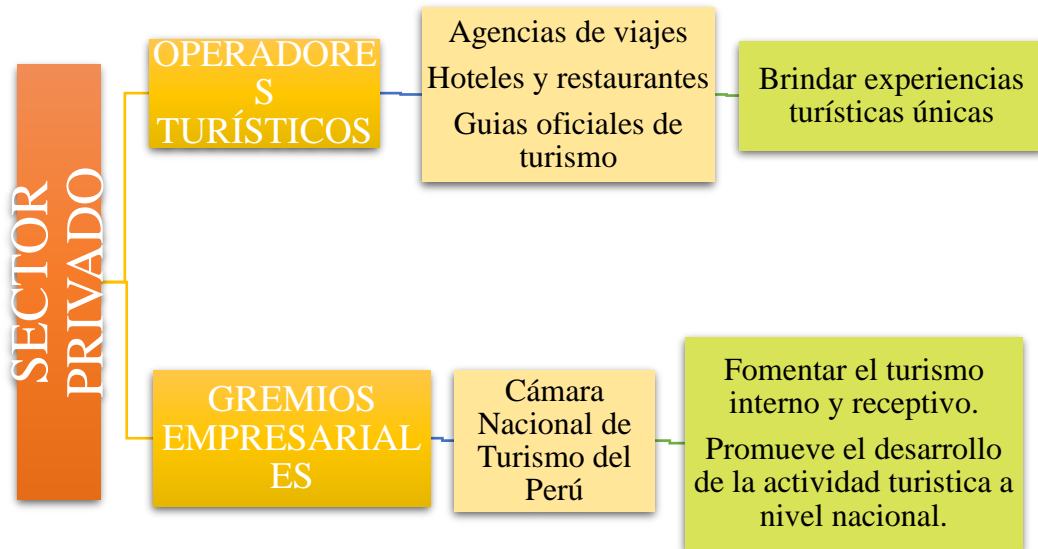 SECTOR
PRIVADO
OPERADORE
S
TURÍSTICOS
Agencias de viajes
Hoteles y restaurantes
Guias oficiales de
turismo
Brindar experiencias
turísticas únicas
GREMIOS
EMPRESARIAL
ES
Cámara
Nacional de
Turismo del
Perú
Fomentar el turismo
interno y receptivo.
Promueve el desarrollo
de la actividad turistica a
nivel nacional.